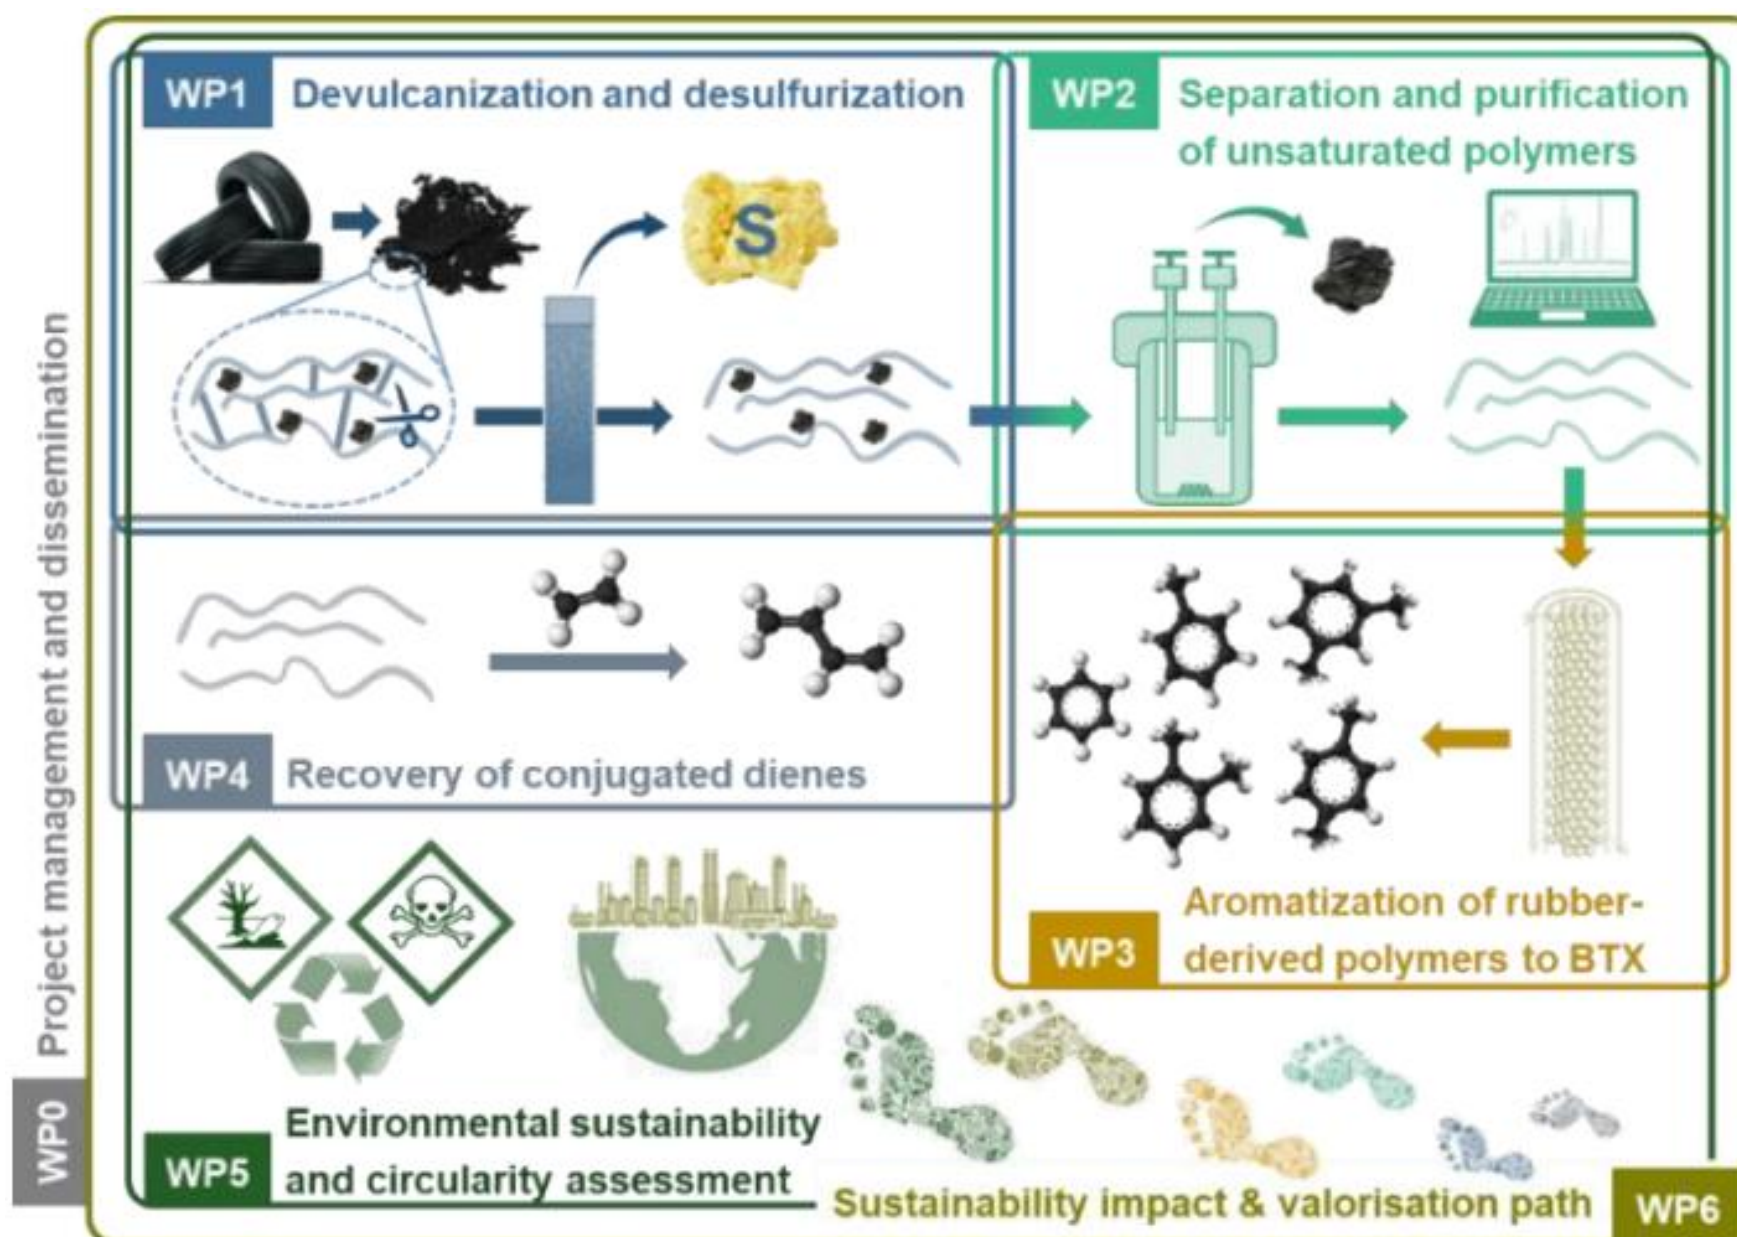 WP1 Devulcanization and desulfurization
S
WP2 Separation and purification
of unsaturated polymers
WP4 Recovery of conjugated dienes
WP3 Aromatization of rubber-
derived polymers to BTX
WP5 Environmental sustainability
and circularity assessment
Sustainability impact & valorisation path WP6
WP0 Project management and dissemination